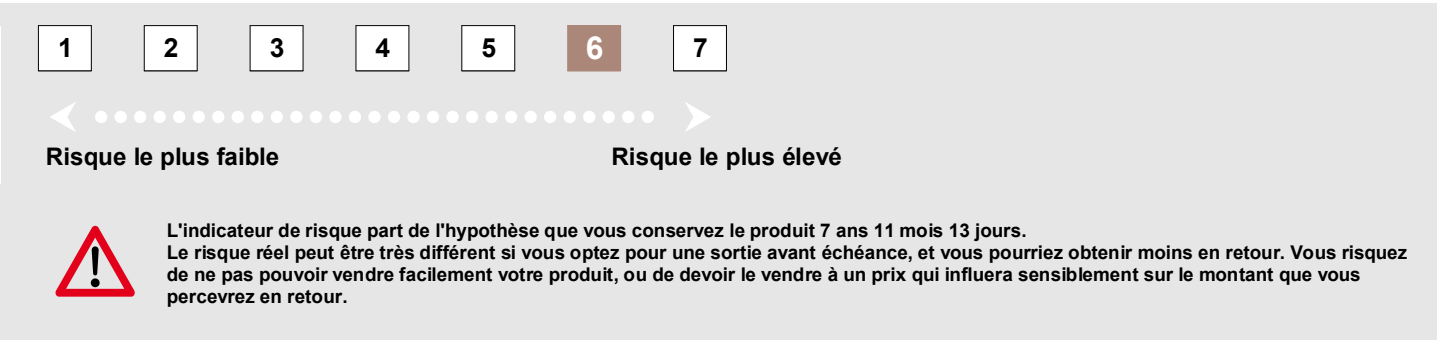 1 2 3 4 5 6 7
Risque le plus faible Risque le plus élevé
L'indicateur de risque part de l'hypothèse que vous conservez le produit 7 ans 11 mois 13 jours.
Le risque réel peut être très différent si vous optez pour une sortie avant échéance, et vous pourriez obtenir moins en retour. Vous risquez
de ne pas pouvoir vendre facilement votre produit, ou de devoir le vendre à un prix qui influera sensiblement sur le montant que vous
percevrez en retour.